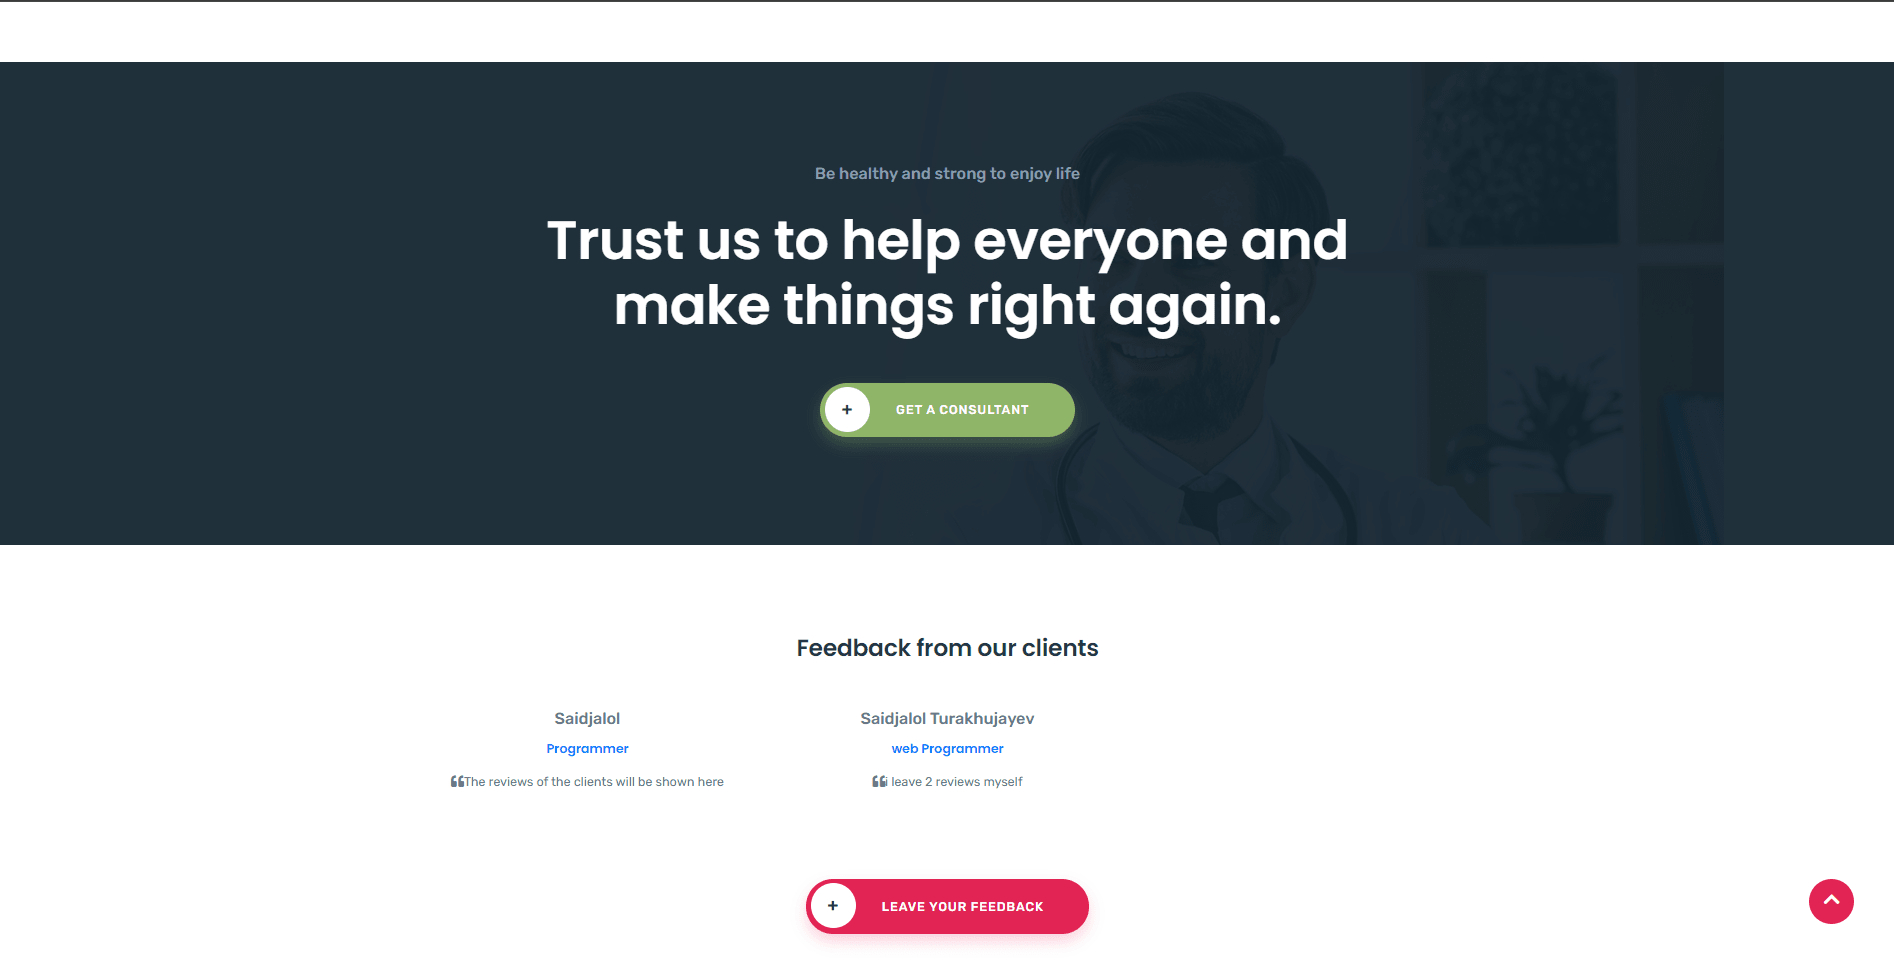 Be healthy and strong to enjoy life
Trust us to help everyone and
make things right again.
+ GET A CONSULTANT
Feedback from our clients
Saidjalol
Programmer
❝The reviews of the clients will be shown here
Saidjalol Turakhujayev
web Programmer
❝i leave 2 reviews myself
+ LEAVE YOUR FEEDBACK